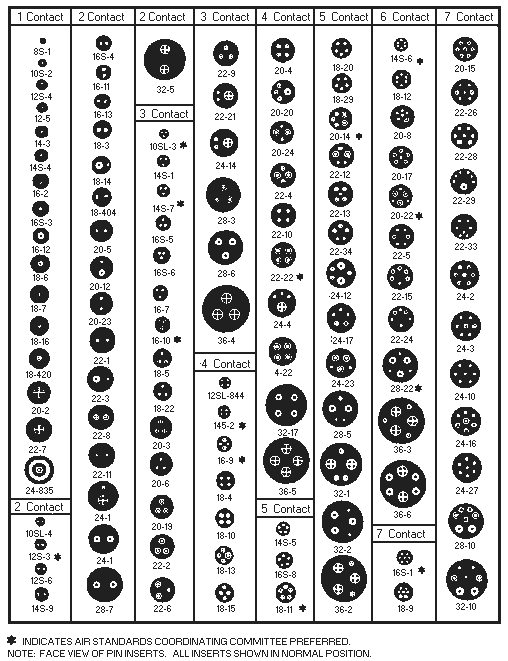 1 Contact
8S-1
10S-2
12S-4
12-5
14-3
14S-4
16-2
16S-3
16-12
18-6
18-7
18-16
18-420
20-2
22-7
24-835
2 Contact
10SL-4
12S-3 ✱
12S-6
14S-9
2 Contact
16S-4
16-11
16-13
18-3
18-14
18-404
20-5
20-12
20-23
22-1
22-3
22-8
22-11
24-1
24-1
28-7
2 Contact
32-5
3 Contact
10SL-3 ✱
14S-1
14S-7 ✱
16S-5
16S-6
16-7
16-10 ✱
18-5
18-22
20-3
20-6
20-19
22-2
22-6
3 Contact
22-9
22-21
24-14
28-3
28-6
36-4
4 Contact
12SL-844
145-2 ✱
16-9 ✱
18-4
18-10
18-13
18-15
4 Contact
20-4
20-20
20-24
22-4
22-10
22-22 ✱
24-4
4-22
32-17
36-5
5 Contact
14S-5
16S-8
18-11 ✱
5 Contact
18-20
18-29
20-14 ✱
22-12
22-13
22-34
24-12
24-17
24-23
28-5
32-1
32-2
36-2
6 Contact
14S-6 ✱
18-12
20-8
20-17
20-22 ✱
22-5
22-15
22-24
28-22 ✱
36-3
36-6
7 Contact
16S-1 ✱
18-9
7 Contact
20-15
22-26
22-28
22-29
22-33
24-2
24-3
24-10
24-16
24-27
28-10
32-10
✱ INDICATES AIR STANDARDS COORDINATING COMMITTEE PREFERRED.
NOTE: FACE VIEW OF PIN INSERTS. ALL INSERTS SHOWN IN NORMAL POSITION.